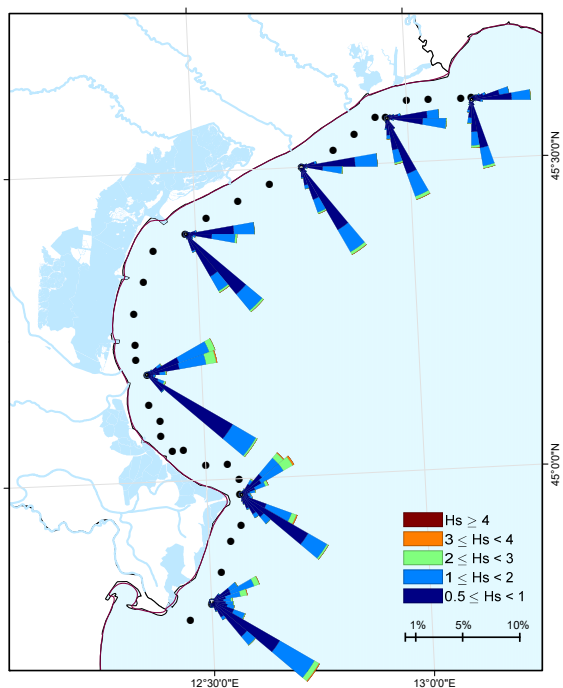 45°30'0"N
45°0'0"N
Hs ≥ 4
3 ≤ Hs < 4
2 ≤ Hs < 3
1 ≤ Hs < 2
0.5 ≤ Hs < 1
1% 5% 10%
12°30'0"E 13°0'0"E